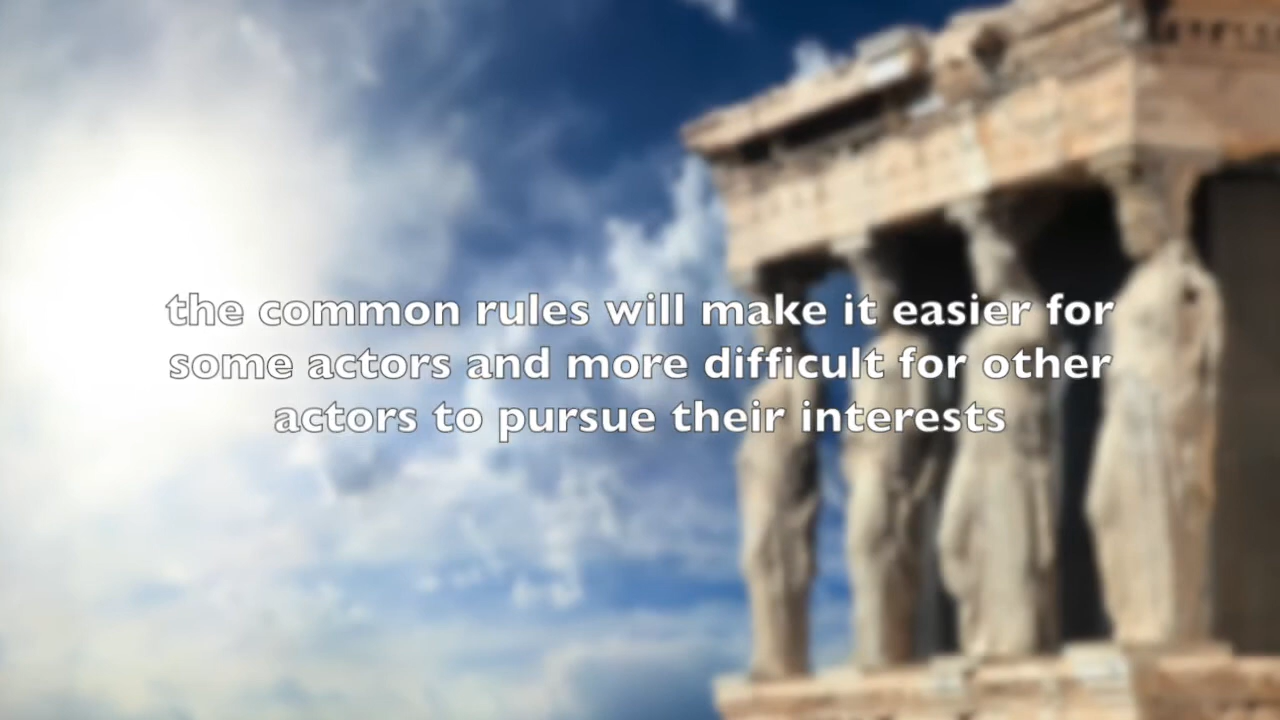 the common rules will make it easier for
some actors and more difficult for other
actors to pursue their interests